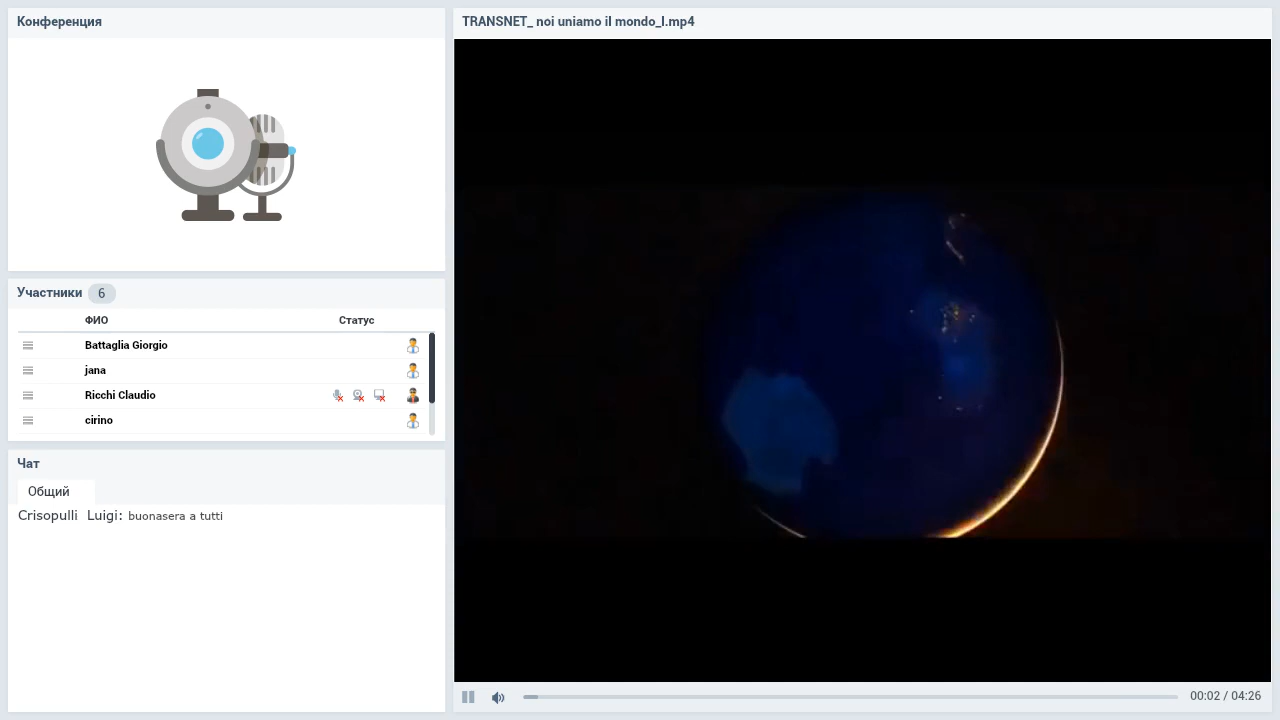 Конференция
TRANSNET_ noi uniamo il mondo_I.mp4
Участники 6
ФИО Статус
Battaglia Giorgio
jana
Ricchi Claudio
cirino
Чат
Общий
Crisopulli Luigi: buonasera a tutti
00:02 / 04:26